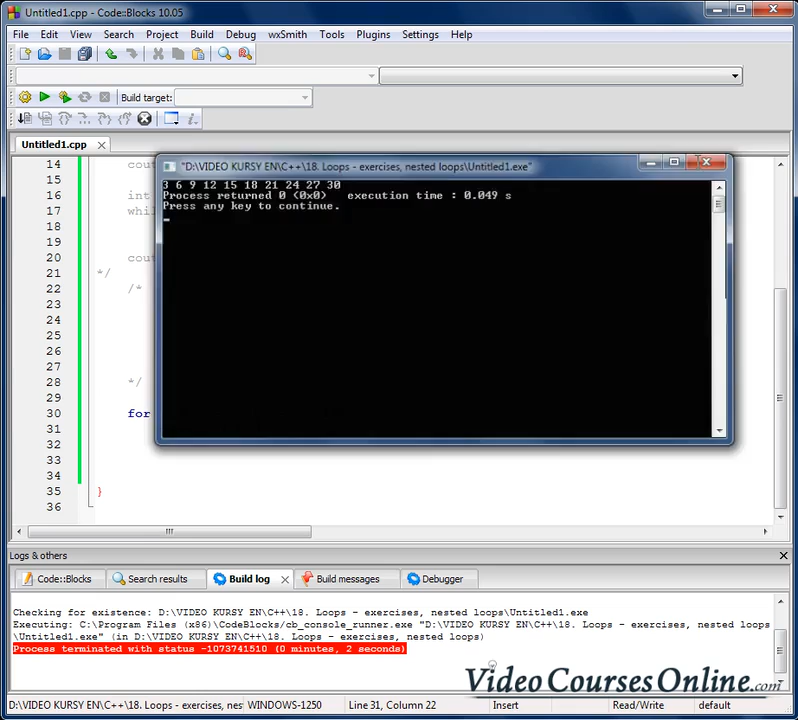 Untitled1.cpp - Code::Blocks 10.05
File Edit View Search Project Build Debug wxSmith Tools Plugins Settings Help
Build target:
Untitled1.cpp
"D:\VIDEO KURSY EN\C++\18. Loops - exercises, nested loops\Untitled1.exe"
3 6 9 12 15 18 21 24 27 30
Process returned 0 (0x0) execution time : 0.049 s
Press any key to continue.
14 cou
15
16 int
17 whi
18
19
20 cou
21 */
22 /*
23
24
25
26
27
28 */
29
30 for
31
32
33
34
35 }
36
Logs & others
Code::Blocks Search results Build log Build messages Debugger
Checking for existence: D:\VIDEO KURSY EN\C++\18. Loops - exercises, nested loops\Untitled1.exe
Executing: C:\Program Files (x86)\CodeBlocks/cb_console_runner.exe "D:\VIDEO KURSY EN\C++\18. Loops - exercises, nested loops
\Untitled1.exe" (in D:\VIDEO KURSY EN\C++\18. Loops - exercises, nested loops)
Process terminated with status -1073741510 (0 minutes, 2 seconds)
VideoCoursesOnline.com
D:\VIDEO KURSY EN\C++\18. Loops - exercises, nes WINDOWS-1250 Line 31, Column 22 Insert Read/Write default